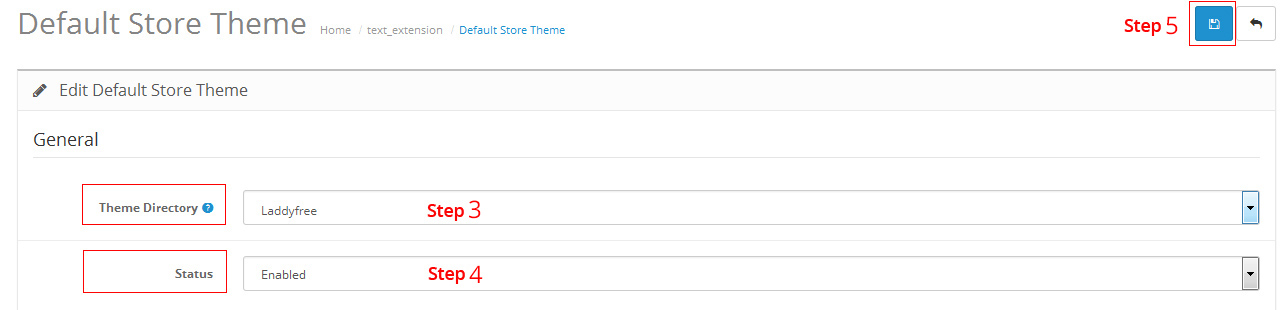 Default Store Theme Home / text_extension / Default Store Theme Step 5
Edit Default Store Theme
General
Theme Directory ? Laddyfree Step 3
Status Enabled Step 4